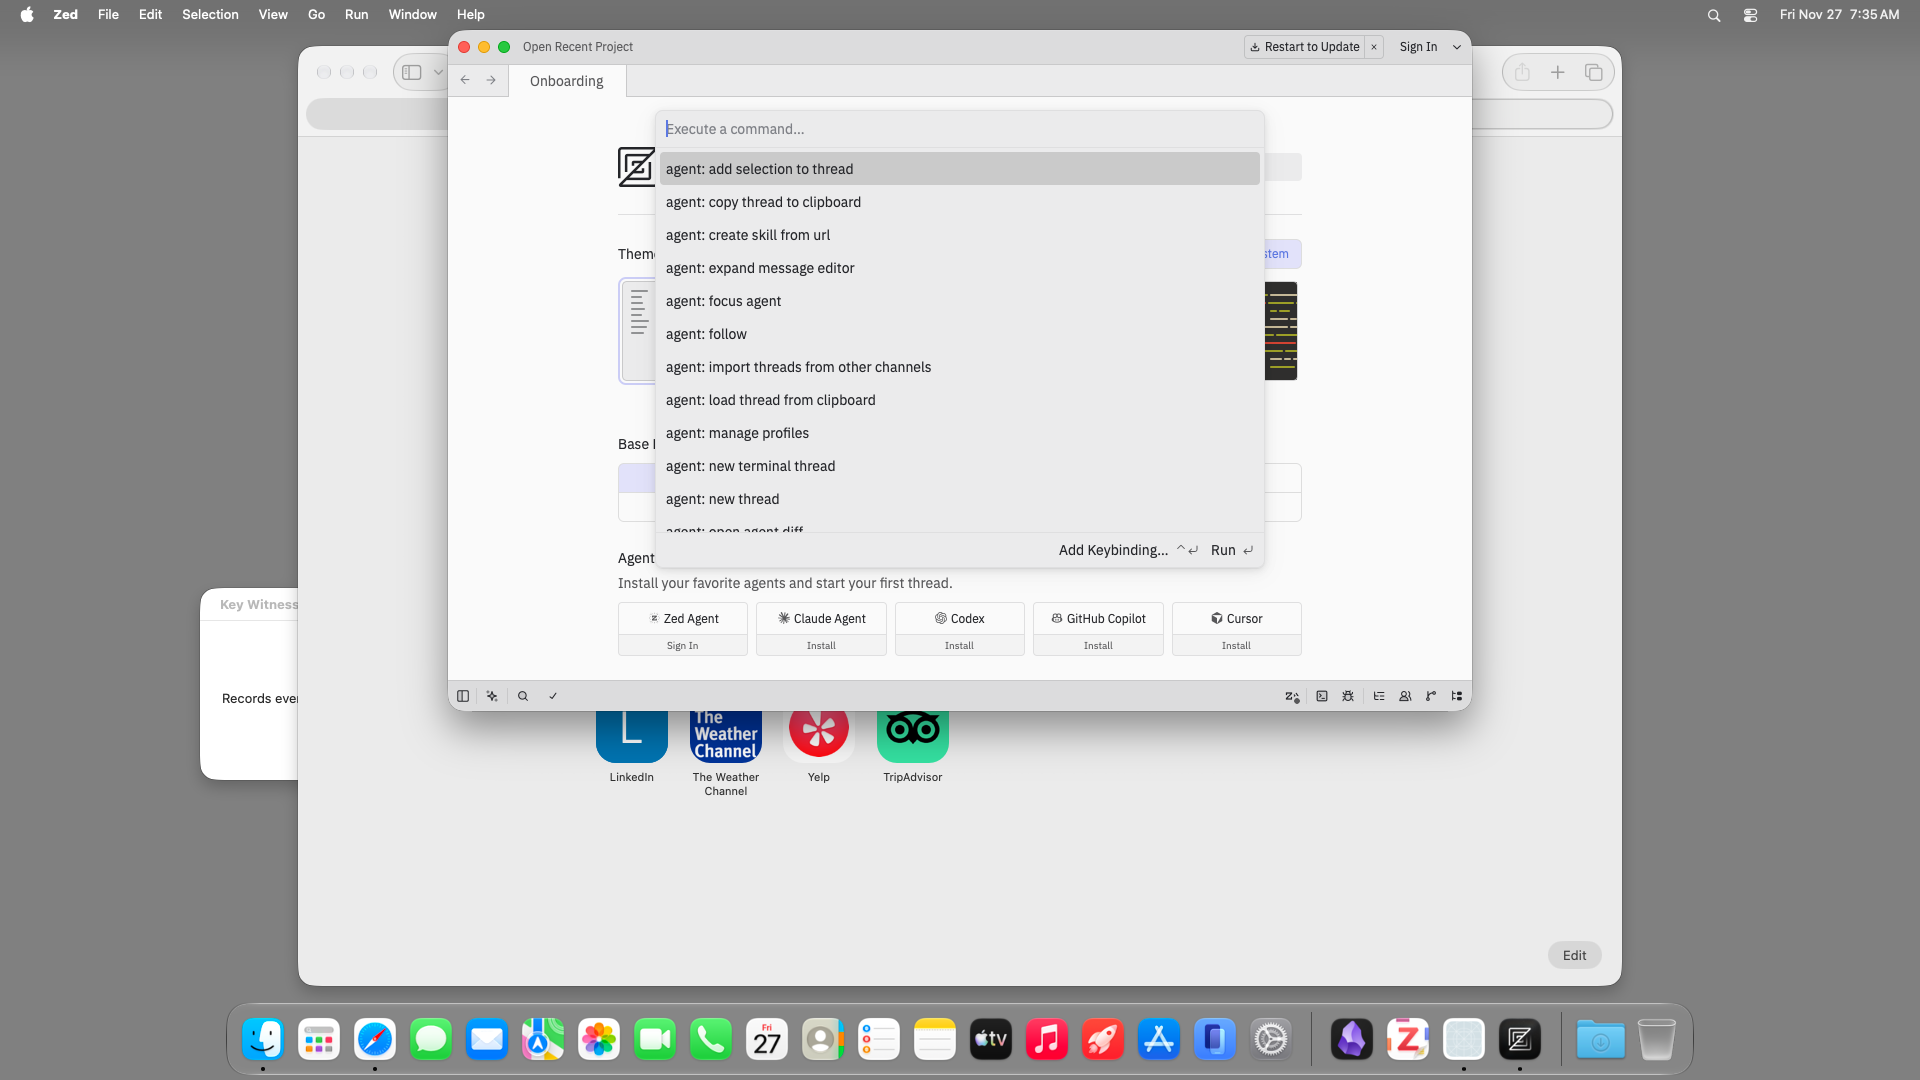 Zed File Edit Selection View Go Run Window Help
Fri Nov 27 7:35 AM
Open Recent Project
Restart to Update
Sign In
Onboarding
Execute a command...
agent: add selection to thread
agent: copy thread to clipboard
agent: create skill from url
agent: expand message editor
agent: focus agent
agent: follow
agent: import threads from other channels
agent: load thread from clipboard
agent: manage profiles
agent: new terminal thread
agent: new thread
agent: open agent diff
Add Keybinding... Run
Them
stem
Base
Agent
Install your favorite agents and start your first thread.
Zed Agent
Sign In
Claude Agent
Install
Codex
Install
GitHub Copilot
Install
Cursor
Install
Key Witness
Records eve
L
The
Weather
Channel
LinkedIn
The Weather
Channel
Yelp
TripAdvisor
Edit
Fri
27
tv
Z